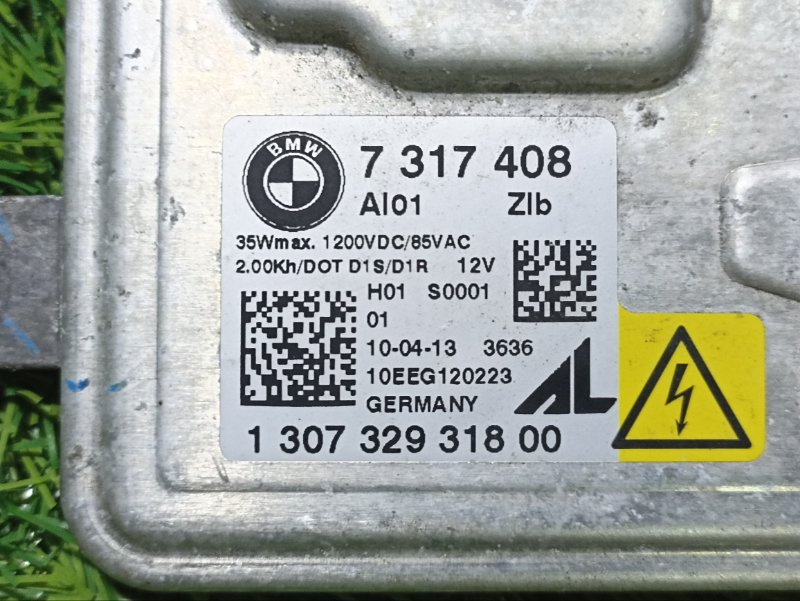 BMW
7 317 408
AI01 ZIb
35Wmax. 1200VDC/85VAC
2.00Kh/DOT D1S/D1R 12V
H01 S0001
01
10-04-13 3636
10EEG120223
GERMANY
AL
1 307 329 318 00